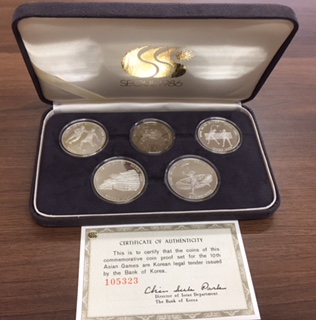 SEOUL 1986
CERTIFICATE OF AUTHENTICITY
This is to certify that the coins of this
commemorative coin proof set for the 10th
Asian Games are Korean legal tender issued
by the Bank of Korea.
105323
Director of Issue Department
The Bank of Korea